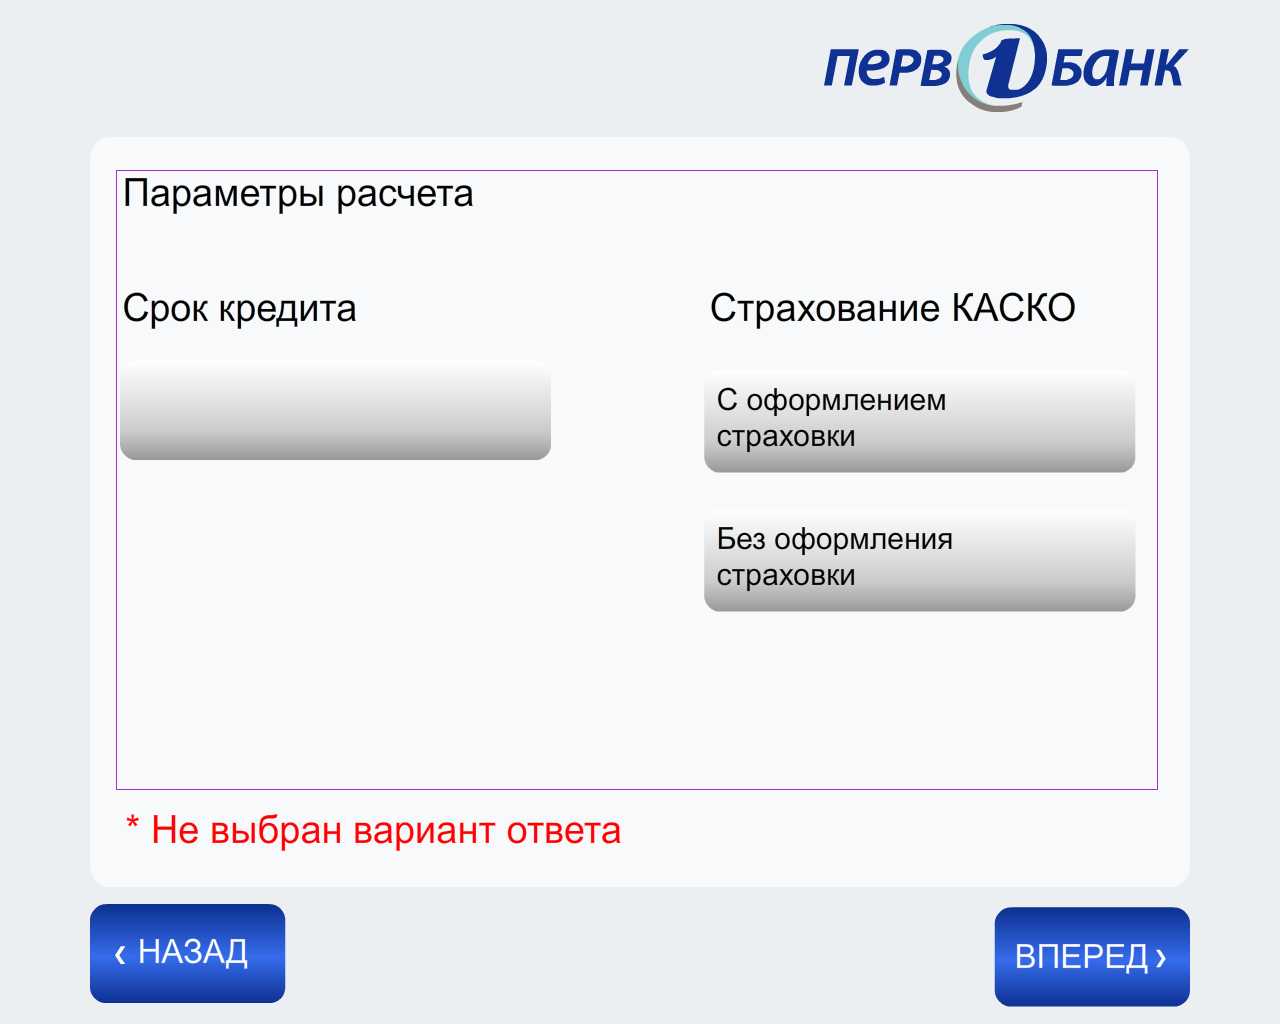 ПЕРВ1БАНК
Параметры расчета
Срок кредита
Страхование КАСКО
С оформлением
страховки
Без оформления
страховки
* Не выбран вариант ответа
‹ НАЗАД
ВПЕРЕД ›